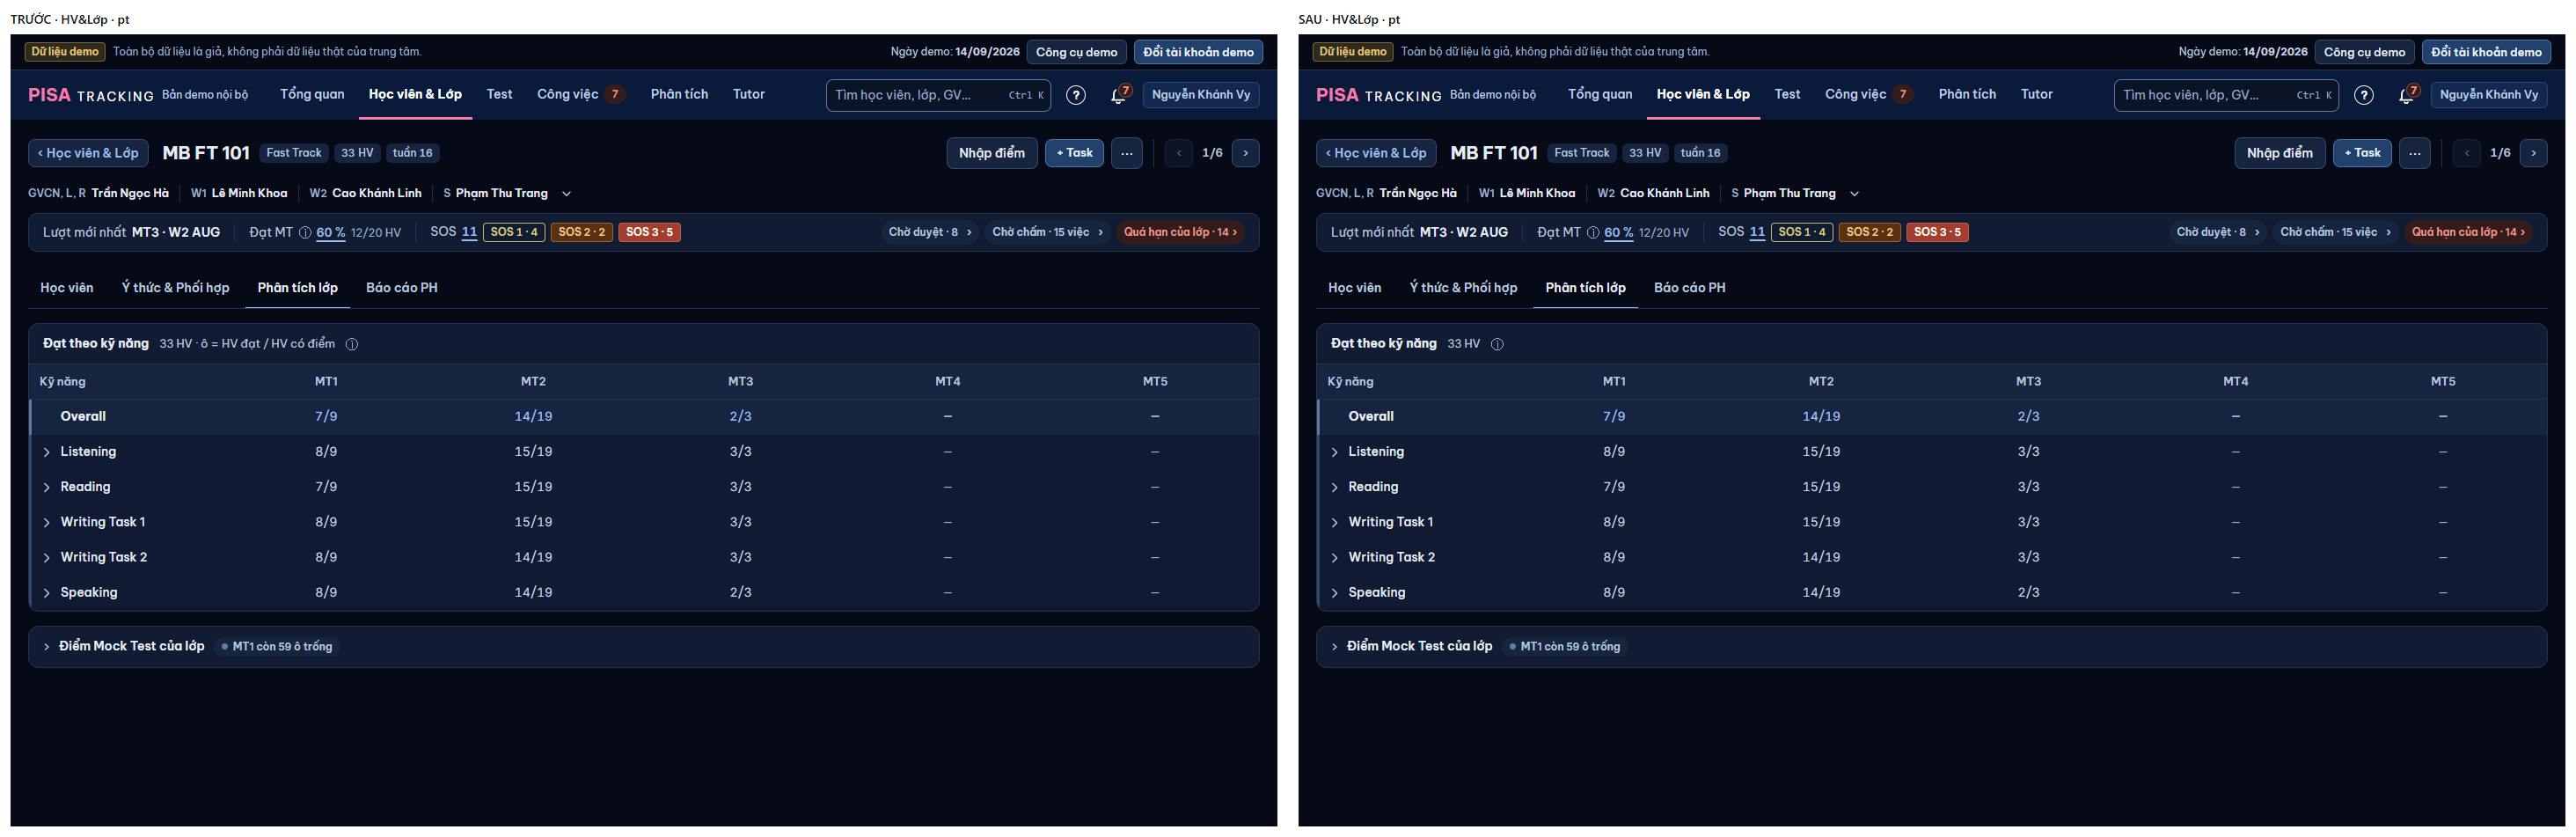 TRƯỚC · HV&Lớp · pt
Dữ liệu demo Toàn bộ dữ liệu là giả, không phải dữ liệu thật của trung tâm. Ngày demo: 14/09/2026 Công cụ demo Đổi tài khoản demo
PISA TRACKING Bản demo nội bộ Tổng quan Học viên & Lớp Test Công việc 7 Phân tích Tutor Tìm học viên, lớp, GV... Ctrl K ? 7 Nguyễn Khánh Vy
‹ Học viên & Lớp MB FT 101 Fast Track 33 HV tuần 16 Nhập điểm + Task ... ‹ 1/6 ›
GVCN, L, R Trần Ngọc Hà W1 Lê Minh Khoa W2 Cao Khánh Linh S Phạm Thu Trang
Lượt mới nhất MT3 · W2 AUG Đạt MT ⓘ 60 % 12/20 HV SOS 11 SOS 1 · 4 SOS 2 · 2 SOS 3 · 5 Chờ duyệt · 8 › Chờ chấm · 15 việc › Quá hạn của lớp · 14 ›
Học viên Ý thức & Phối hợp Phân tích lớp Báo cáo PH
Đạt theo kỹ năng 33 HV · ô = HV đạt / HV có điểm ⓘ
Kỹ năng MT1 MT2 MT3 MT4 MT5
Overall 7/9 14/19 2/3 – –
› Listening 8/9 15/19 3/3 – –
› Reading 7/9 15/19 3/3 – –
› Writing Task 1 8/9 15/19 3/3 – –
› Writing Task 2 8/9 14/19 3/3 – –
› Speaking 8/9 14/19 2/3 – –
› Điểm Mock Test của lớp MT1 còn 59 ô trống
SAU · HV&Lớp · pt
Dữ liệu demo Toàn bộ dữ liệu là giả, không phải dữ liệu thật của trung tâm. Ngày demo: 14/09/2026 Công cụ demo Đổi tài khoản demo
PISA TRACKING Bản demo nội bộ Tổng quan Học viên & Lớp Test Công việc 7 Phân tích Tutor Tìm học viên, lớp, GV... Ctrl K ? 7 Nguyễn Khánh Vy
‹ Học viên & Lớp MB FT 101 Fast Track 33 HV tuần 16 Nhập điểm + Task ... ‹ 1/6 ›
GVCN, L, R Trần Ngọc Hà W1 Lê Minh Khoa W2 Cao Khánh Linh S Phạm Thu Trang
Lượt mới nhất MT3 · W2 AUG Đạt MT ⓘ 60 % 12/20 HV SOS 11 SOS 1 · 4 SOS 2 · 2 SOS 3 · 5 Chờ duyệt · 8 › Chờ chấm · 15 việc › Quá hạn của lớp · 14 ›
Học viên Ý thức & Phối hợp Phân tích lớp Báo cáo PH
Đạt theo kỹ năng 33 HV ⓘ
Kỹ năng MT1 MT2 MT3 MT4 MT5
Overall 7/9 14/19 2/3 – –
› Listening 8/9 15/19 3/3 – –
› Reading 7/9 15/19 3/3 – –
› Writing Task 1 8/9 15/19 3/3 – –
› Writing Task 2 8/9 14/19 3/3 – –
› Speaking 8/9 14/19 2/3 – –
› Điểm Mock Test của lớp MT1 còn 59 ô trống